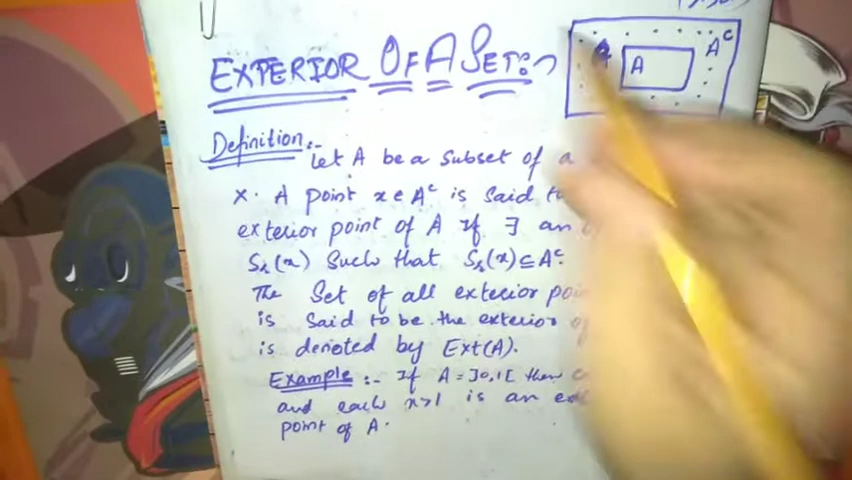 EXTERIOR OF A SET:~
A
A^c
Definition:- Let A be a subset of a
X. A point x ∈ A^c is said to
exterior point of A if ∃ an
S_r(x) such that S_r(x) ⊆ A^c.
The set of all exterior
is said to be the exterior
is denoted by Ext(A).
Example:- If A = ]0,1[ then
and each x>1 is an
point of A.